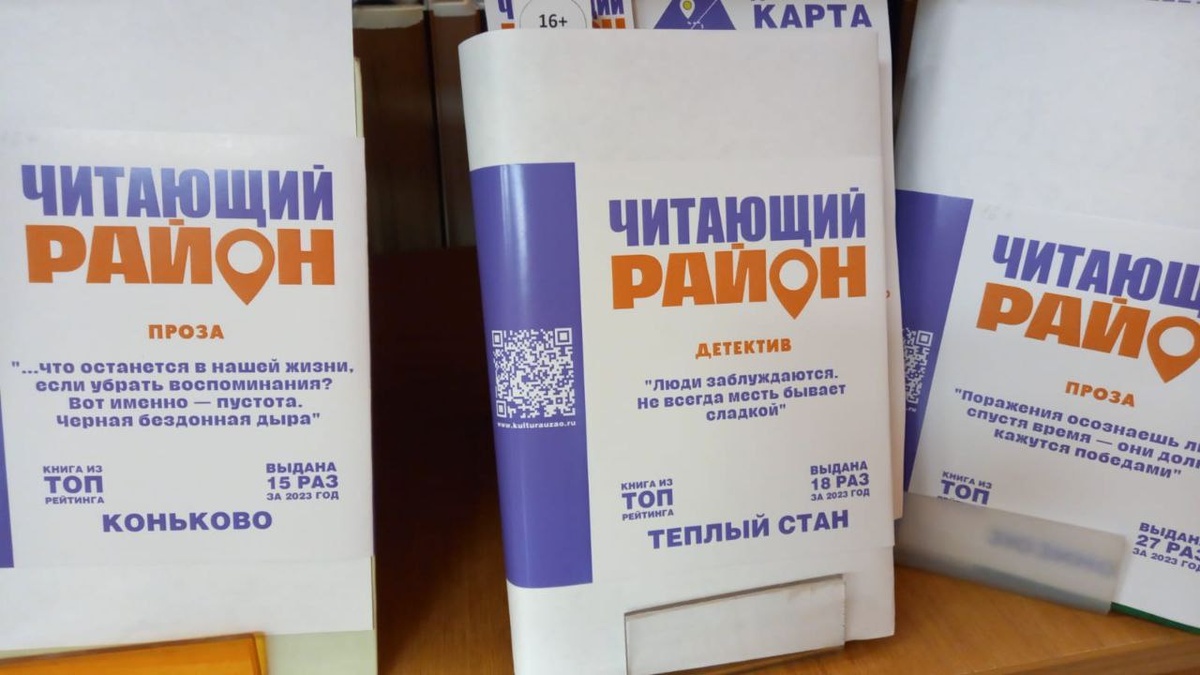 16+
КАРТА
ЧИТАЮЩИЙ
РАЙОН
ПРОЗА
"...что останется в нашей жизни,
если убрать воспоминания?
Вот именно — пустота.
Черная бездонная дыра"
КНИГА ИЗ
ТОП
РЕЙТИНГА
ВЫДАНА
15 РАЗ
ЗА 2023 ГОД
КОНЬКОВО
ЧИТАЮЩИЙ
РАЙОН
ДЕТЕКТИВ
"Люди заблуждаются.
Не всегда месть бывает
сладкой"
www.kulturauzao.ru
КНИГА ИЗ
ТОП
РЕЙТИНГА
ВЫДАНА
18 РАЗ
ЗА 2023 ГОД
ТЕПЛЫЙ СТАН
ЧИТАЮЩ
РАЙО
ПРОЗА
"Поражения осознаешь
спустя время — они
кажутся победами"
КНИГА ИЗ
ТОП
ВЫДАНА
27 РАЗ
ЗА 2023 ГОД